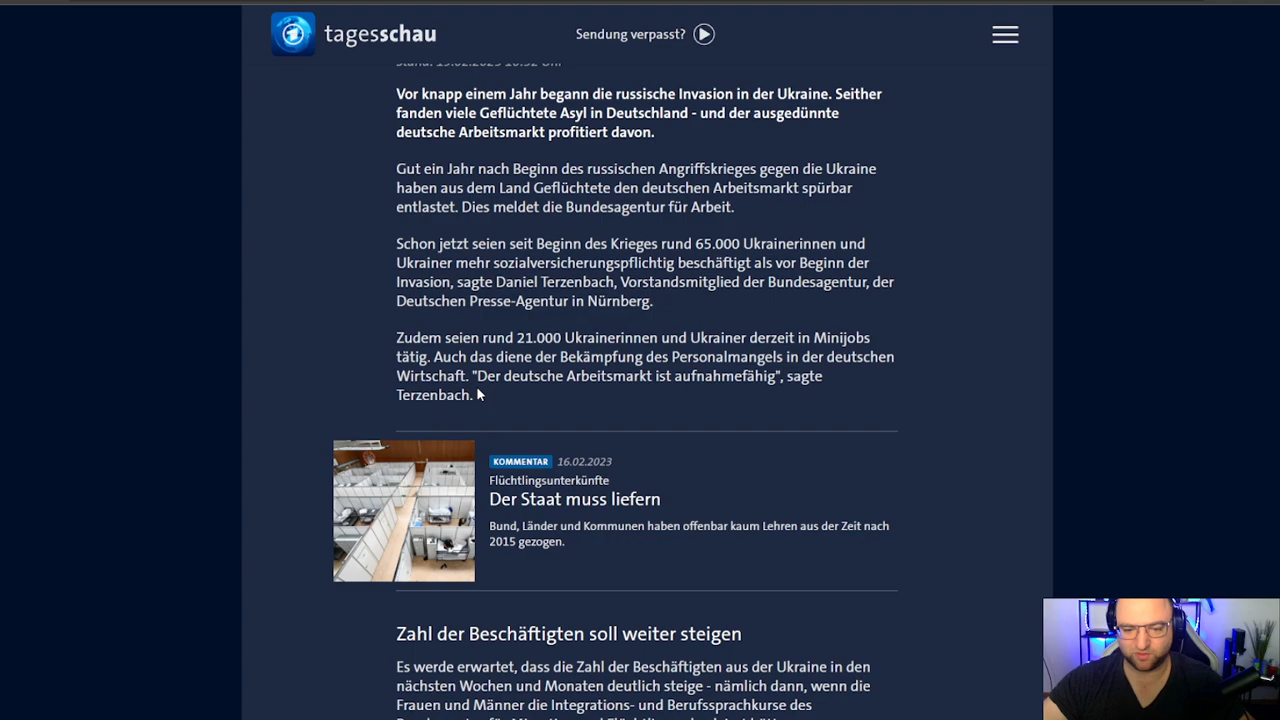 tagesschau
Sendung verpasst?
Stand: 19.02.2023 10:52 Uhr
Vor knapp einem Jahr begann die russische Invasion in der Ukraine. Seither
fanden viele Geflüchtete Asyl in Deutschland - und der ausgedünnte
deutsche Arbeitsmarkt profitiert davon.
Gut ein Jahr nach Beginn des russischen Angriffskrieges gegen die Ukraine
haben aus dem Land Geflüchtete den deutschen Arbeitsmarkt spürbar
entlastet. Dies meldet die Bundesagentur für Arbeit.
Schon jetzt seien seit Beginn des Krieges rund 65.000 Ukrainerinnen und
Ukrainer mehr sozialversicherungspflichtig beschäftigt als vor Beginn der
Invasion, sagte Daniel Terzenbach, Vorstandsmitglied der Bundesagentur, der
Deutschen Presse-Agentur in Nürnberg.
Zudem seien rund 21.000 Ukrainerinnen und Ukrainer derzeit in Minijobs
tätig. Auch das diene der Bekämpfung des Personalmangels in der deutschen
Wirtschaft. "Der deutsche Arbeitsmarkt ist aufnahmefähig", sagte
Terzenbach.
KOMMENTAR 16.02.2023
Flüchtlingsunterkünfte
Der Staat muss liefern
Bund, Länder und Kommunen haben offenbar kaum Lehren aus der Zeit nach
2015 gezogen.
Zahl der Beschäftigten soll weiter steigen
Es werde erwartet, dass die Zahl der Beschäftigten aus der Ukraine in den
nächsten Wochen und Monaten deutlich steige - nämlich dann, wenn die
Frauen und Männer die Integrations- und Berufssprachkurse des